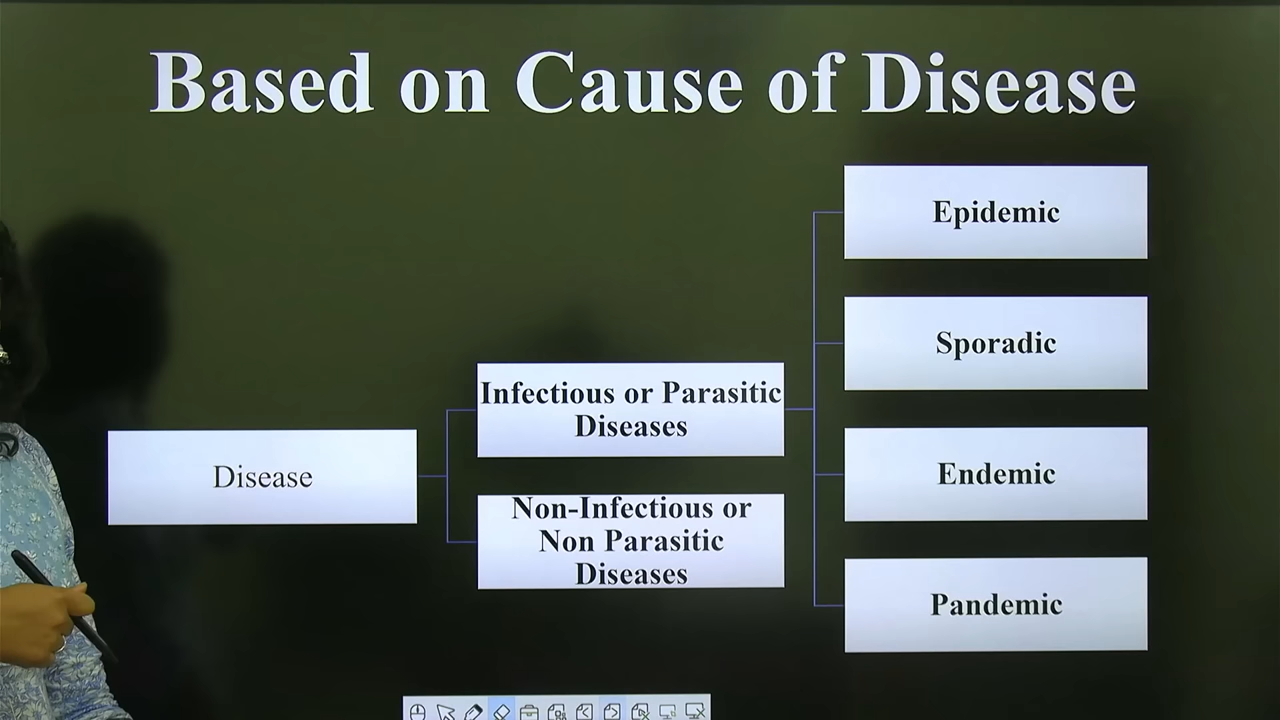 Based on Cause of Disease
Disease
Infectious or Parasitic
Diseases
Non-Infectious or
Non Parasitic
Diseases
Epidemic
Sporadic
Endemic
Pandemic